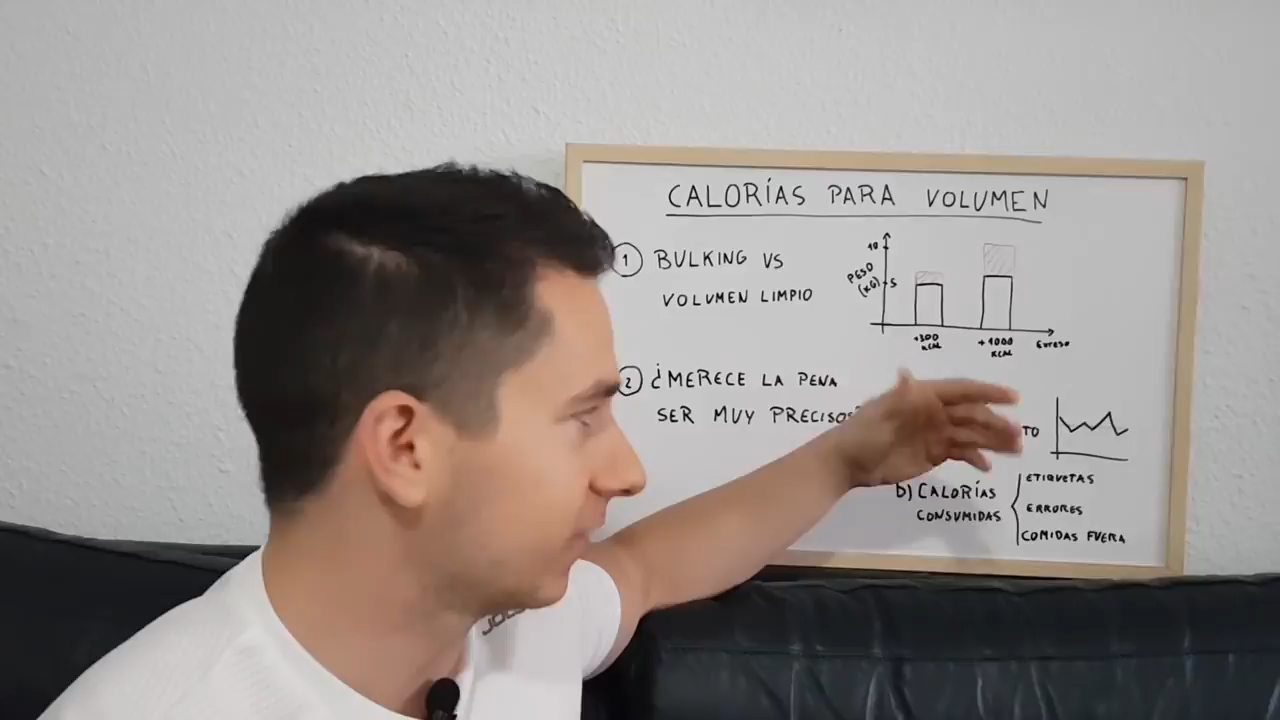 CALORÍAS PARA VOLUMEN
1 BULKING VS
VOLUMEN LIMPIO
10
PESO
(KG)
5
+300
KCAL
+1000
KCAL
EXCESO
2 ¿MERECE LA PENA
SER MUY PRECISOS?
TO
b) CALORÍAS
CONSUMIDAS
ETIQUETAS
ERRORES
COMIDAS FUERA